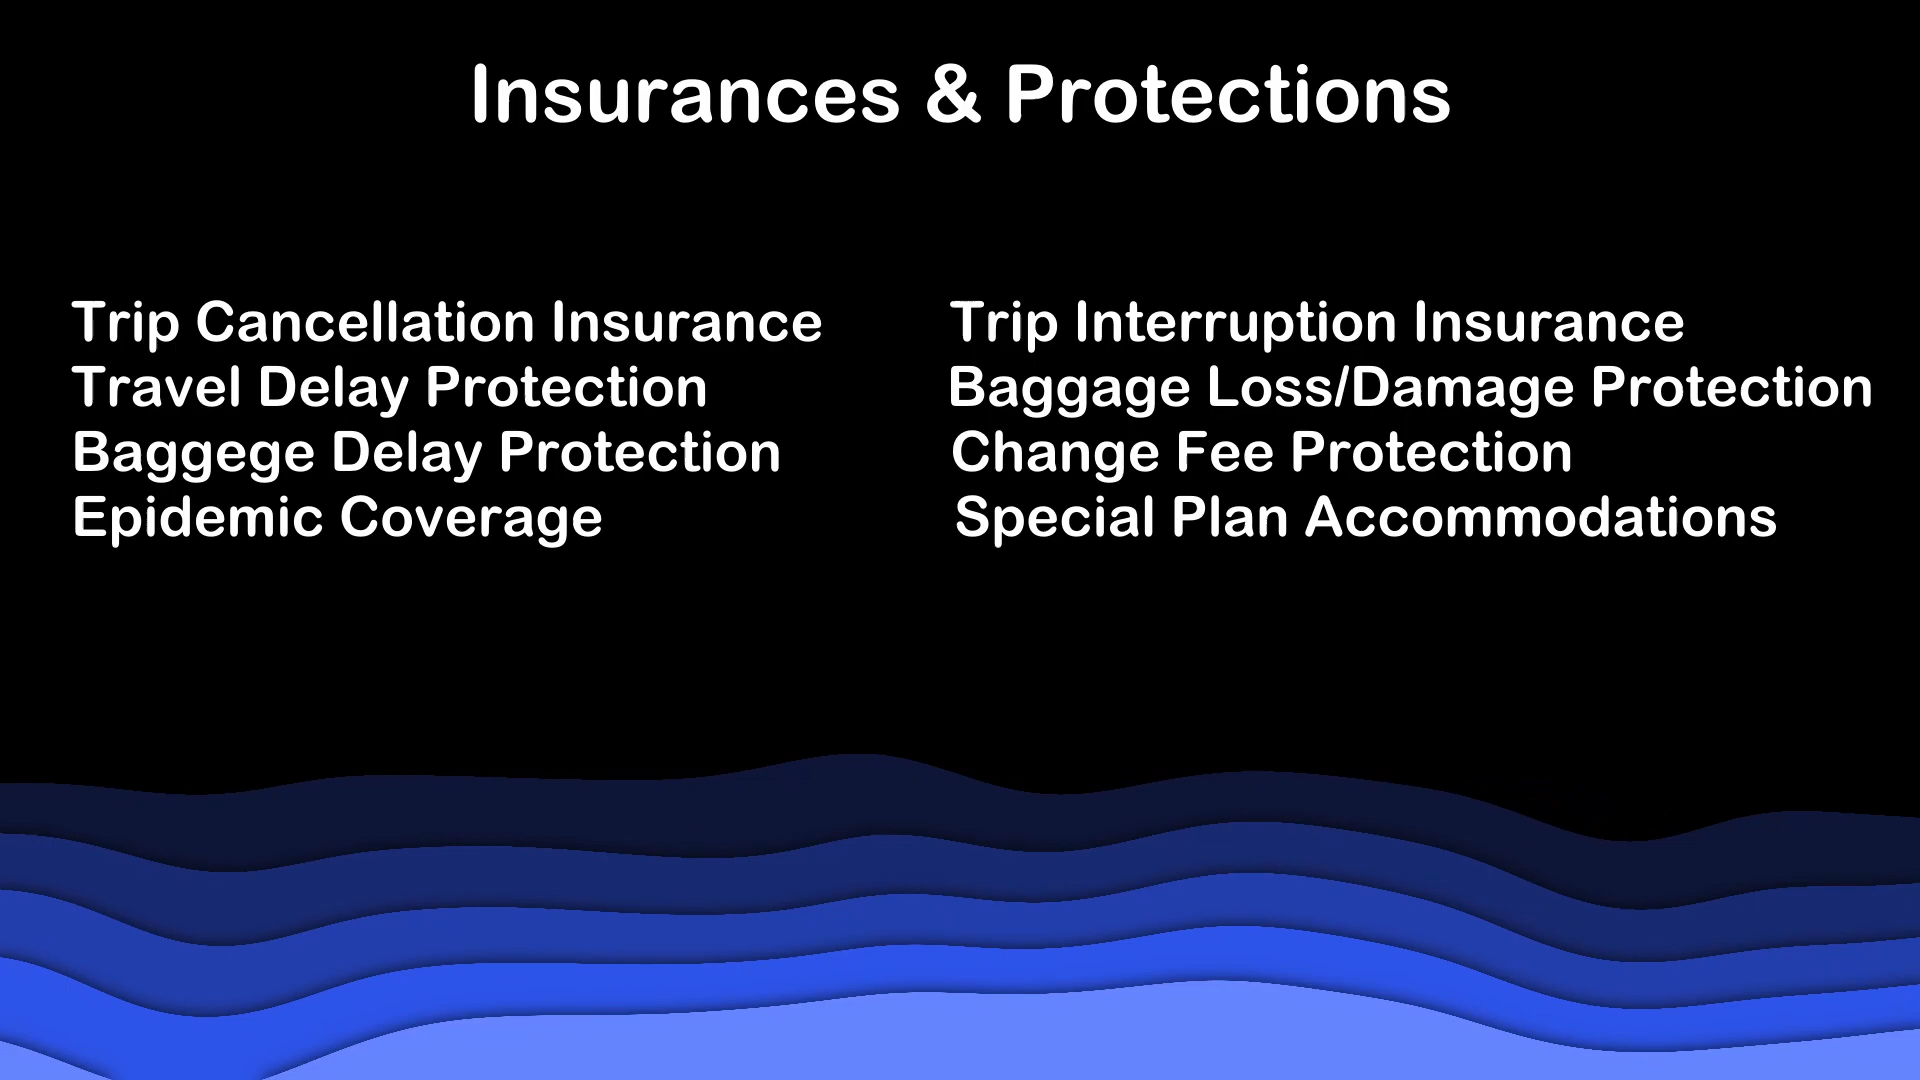 Insurances & Protections
Trip Cancellation Insurance
Travel Delay Protection
Baggege Delay Protection
Epidemic Coverage
Trip Interruption Insurance
Baggage Loss/Damage Protection
Change Fee Protection
Special Plan Accommodations